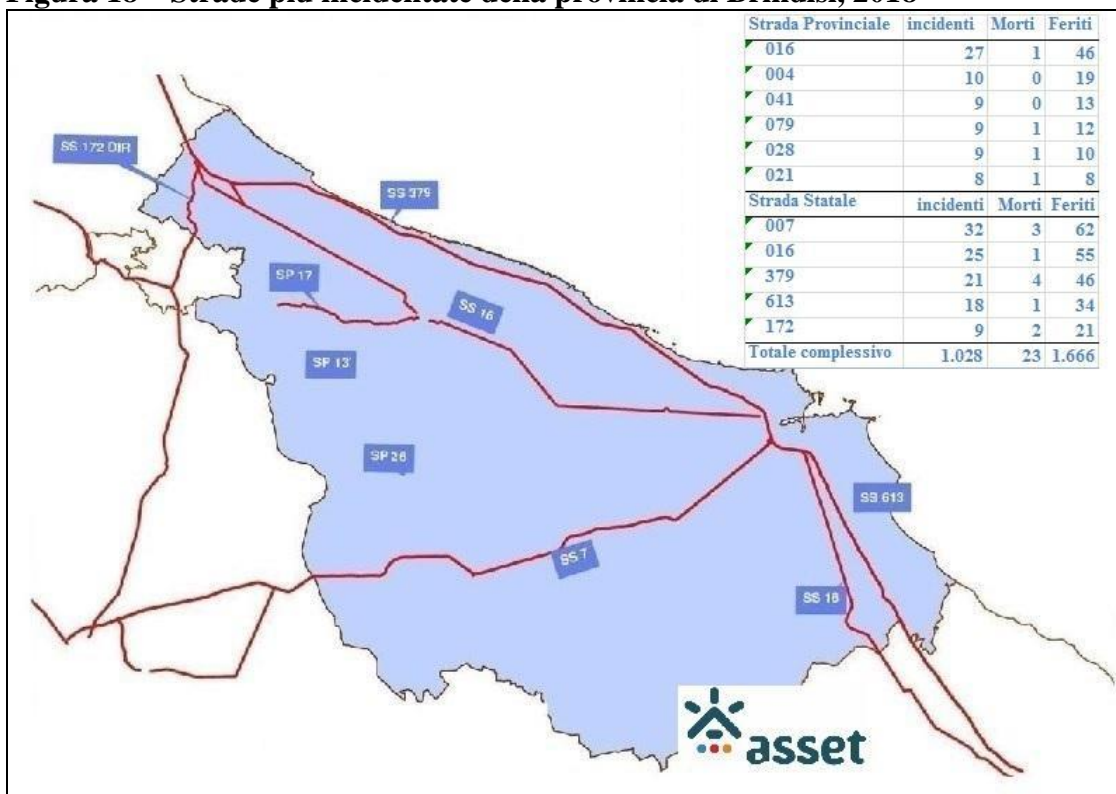 Strade più incidentate della provincia di Brindisi, 2018
Strada Provinciale incidenti Morti Feriti
016 27 1 46
004 10 0 19
041 9 0 13
079 9 1 12
028 9 1 10
021 8 1 8
Strada Statale incidenti Morti Feriti
007 32 3 62
016 25 1 55
379 21 4 46
613 18 1 34
172 9 2 21
Totale complessivo 1.028 23 1.666
SS 172 DIR
SS 379
SP 17
SS 16
SP 13
SP 26
SS 613
SS 7
SS 16
asset